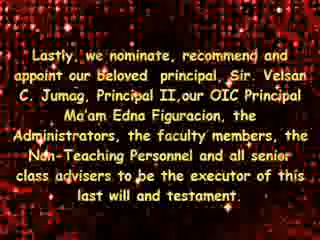 Lastly, we nominate, recommend and
appoint our beloved principal, Sir. Velsan
C. Jumag, Principal II,our OIC Principal
Ma'am Edna Figuracion, the
Administrators, the faculty members, the
Non-Teaching Personnel and all senior
class advisers to be the executor of this
last will and testament.